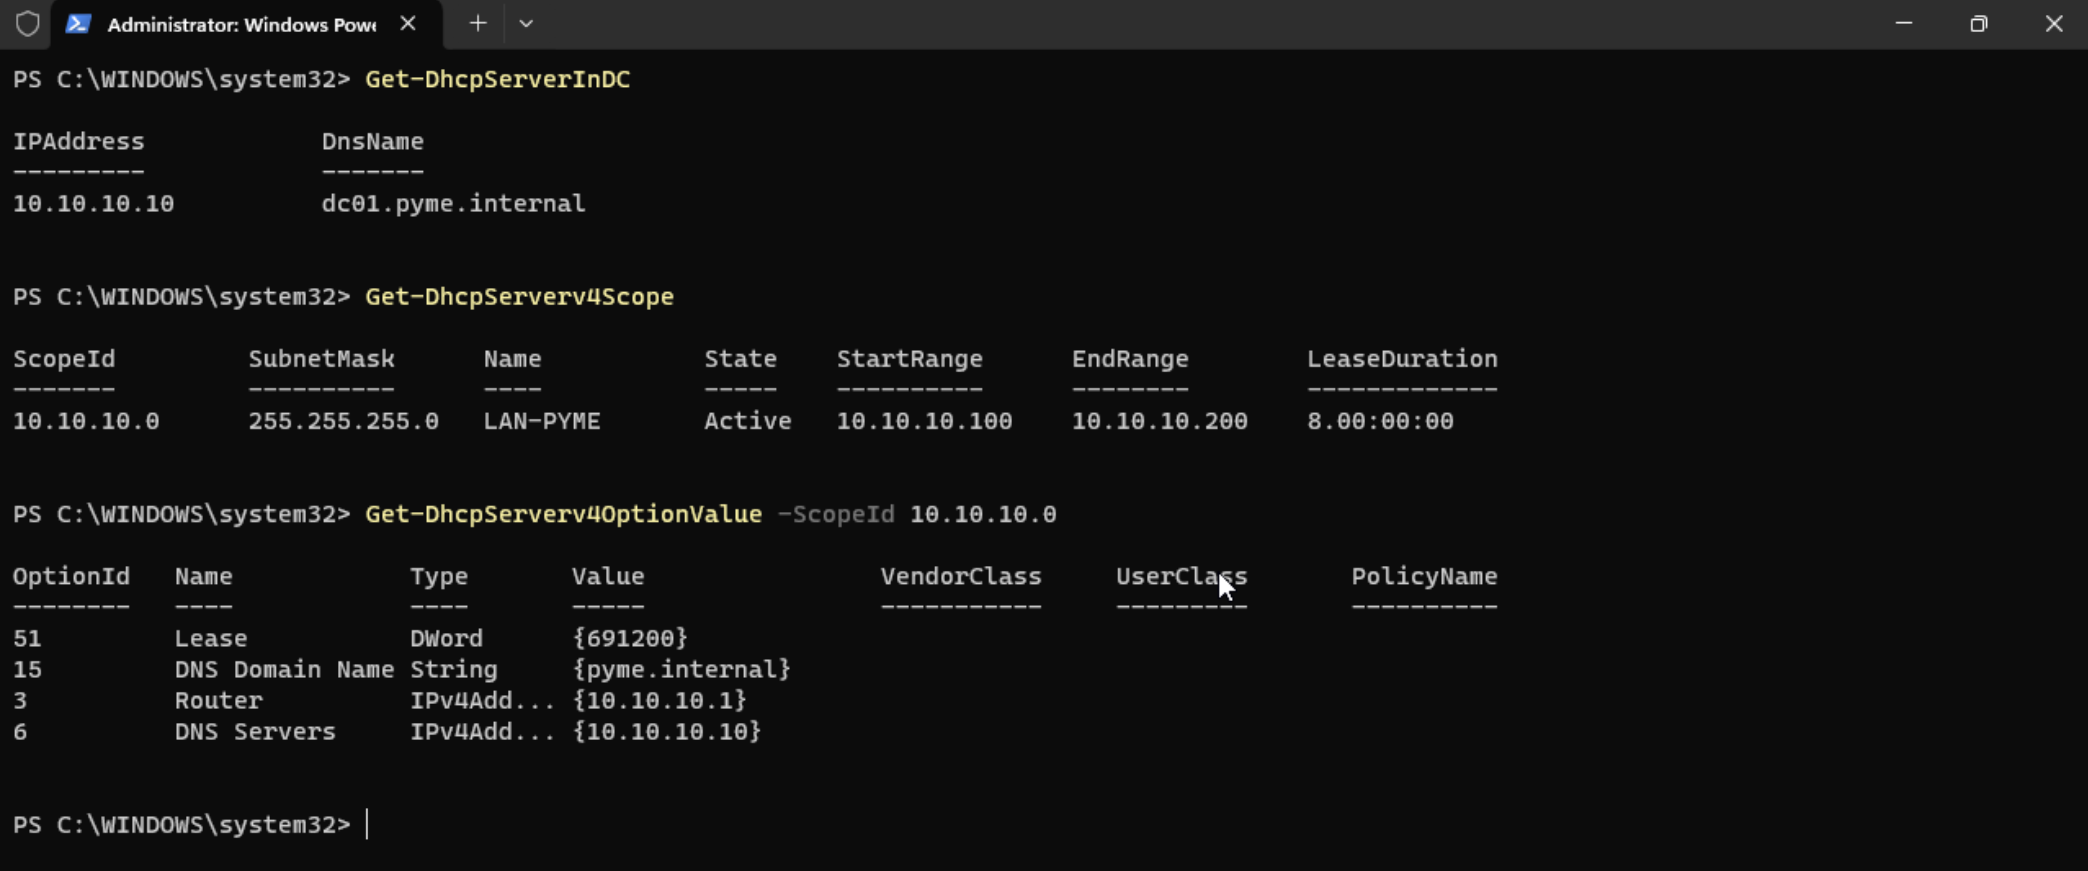 Administrator: Windows Powe
PS C:\WINDOWS\system32> Get-DhcpServerInDC
IPAddress DnsName
--------- -------
10.10.10.10 dc01.pyme.internal
PS C:\WINDOWS\system32> Get-DhcpServerv4Scope
ScopeId SubnetMask Name State StartRange EndRange LeaseDuration
------- ---------- ---- ----- ---------- -------- -------------
10.10.10.0 255.255.255.0 LAN-PYME Active 10.10.10.100 10.10.10.200 8.00:00:00
PS C:\WINDOWS\system32> Get-DhcpServerv4OptionValue -ScopeId 10.10.10.0
OptionId Name Type Value VendorClass UserClass PolicyName
-------- ---- ---- ----- ----------- --------- ----------
51 Lease DWord {691200}
15 DNS Domain Name String {pyme.internal}
3 Router IPv4Add... {10.10.10.1}
6 DNS Servers IPv4Add... {10.10.10.10}
PS C:\WINDOWS\system32>